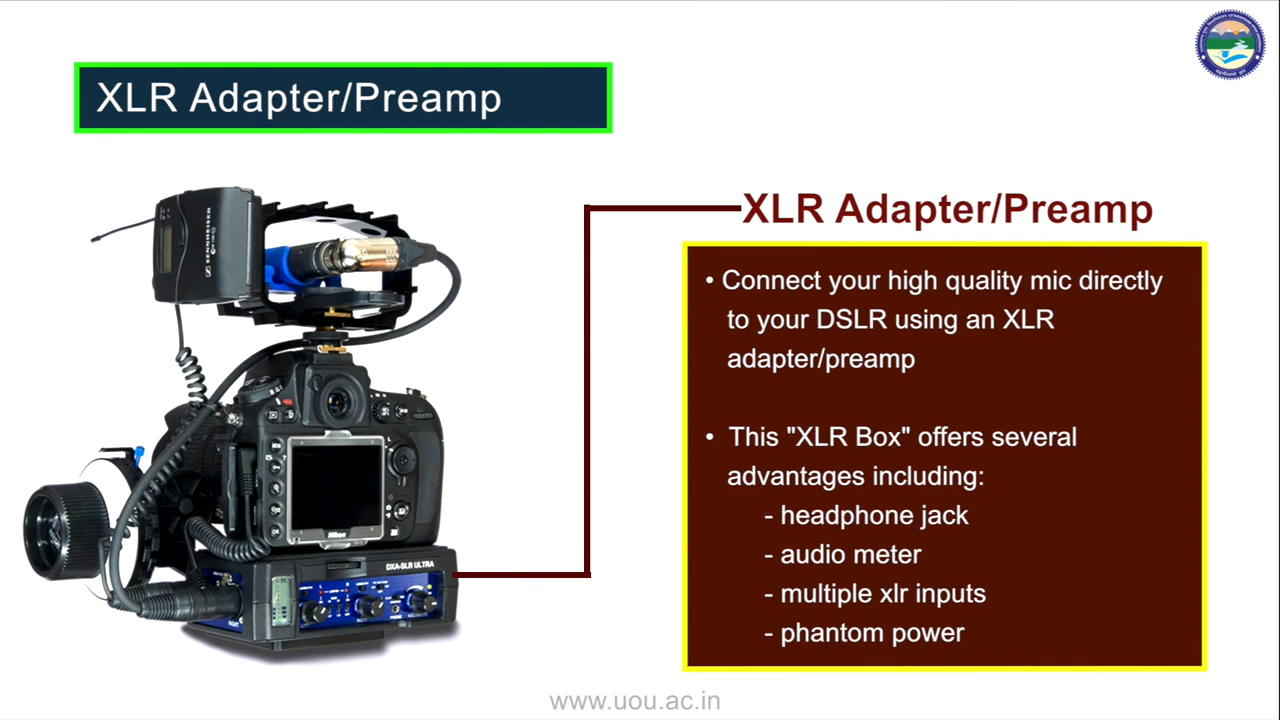 XLR Adapter/Preamp
XLR Adapter/Preamp
• Connect your high quality mic directly
to your DSLR using an XLR
adapter/preamp
• This "XLR Box" offers several
advantages including:
- headphone jack
- audio meter
- multiple xlr inputs
- phantom power
SENNHEISER
Nikon
DXA-SLR ULTRA
www.uou.ac.in